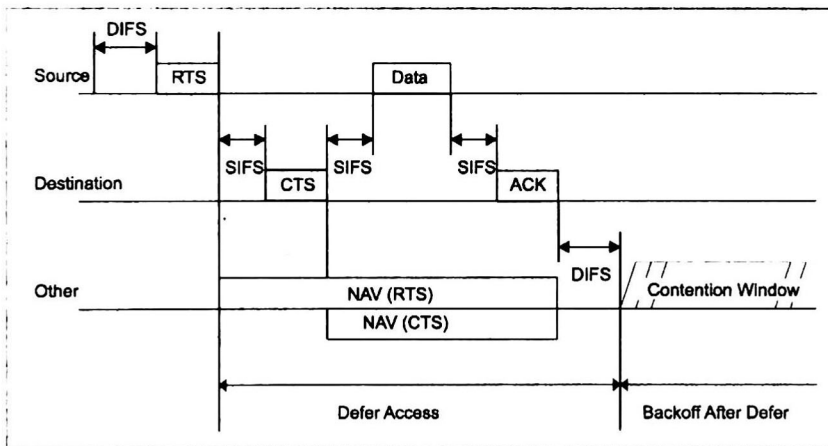 DIFS
Source
RTS
Data
SIFS
SIFS
SIFS
Destination
CTS
ACK
DIFS
Other
NAV (RTS)
Contention Window
NAV (CTS)
Defer Access
Backoff After Defer